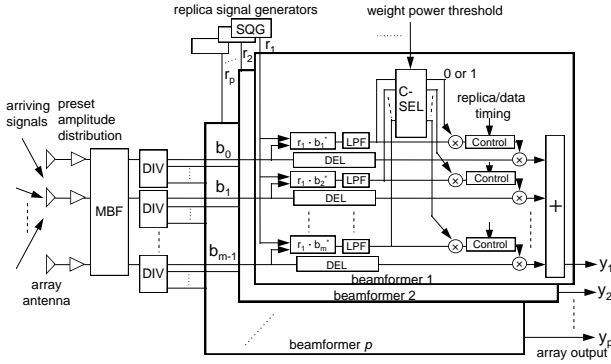 replica signal generators
weight power threshold
SQG
r1
r2
rp
0 or 1
C-
SEL
replica/data
timing
arriving
signals
preset
amplitude
distribution
b0
r1 · b1*
LPF
Control
DIV
DEL
b1
r1 · b2*
LPF
Control
MBF
DIV
DEL
+
bm-1
r1 · bm*
LPF
Control
DIV
DEL
array
antenna
beamformer 1
y1
beamformer 2
y2
beamformer p
yp
array output